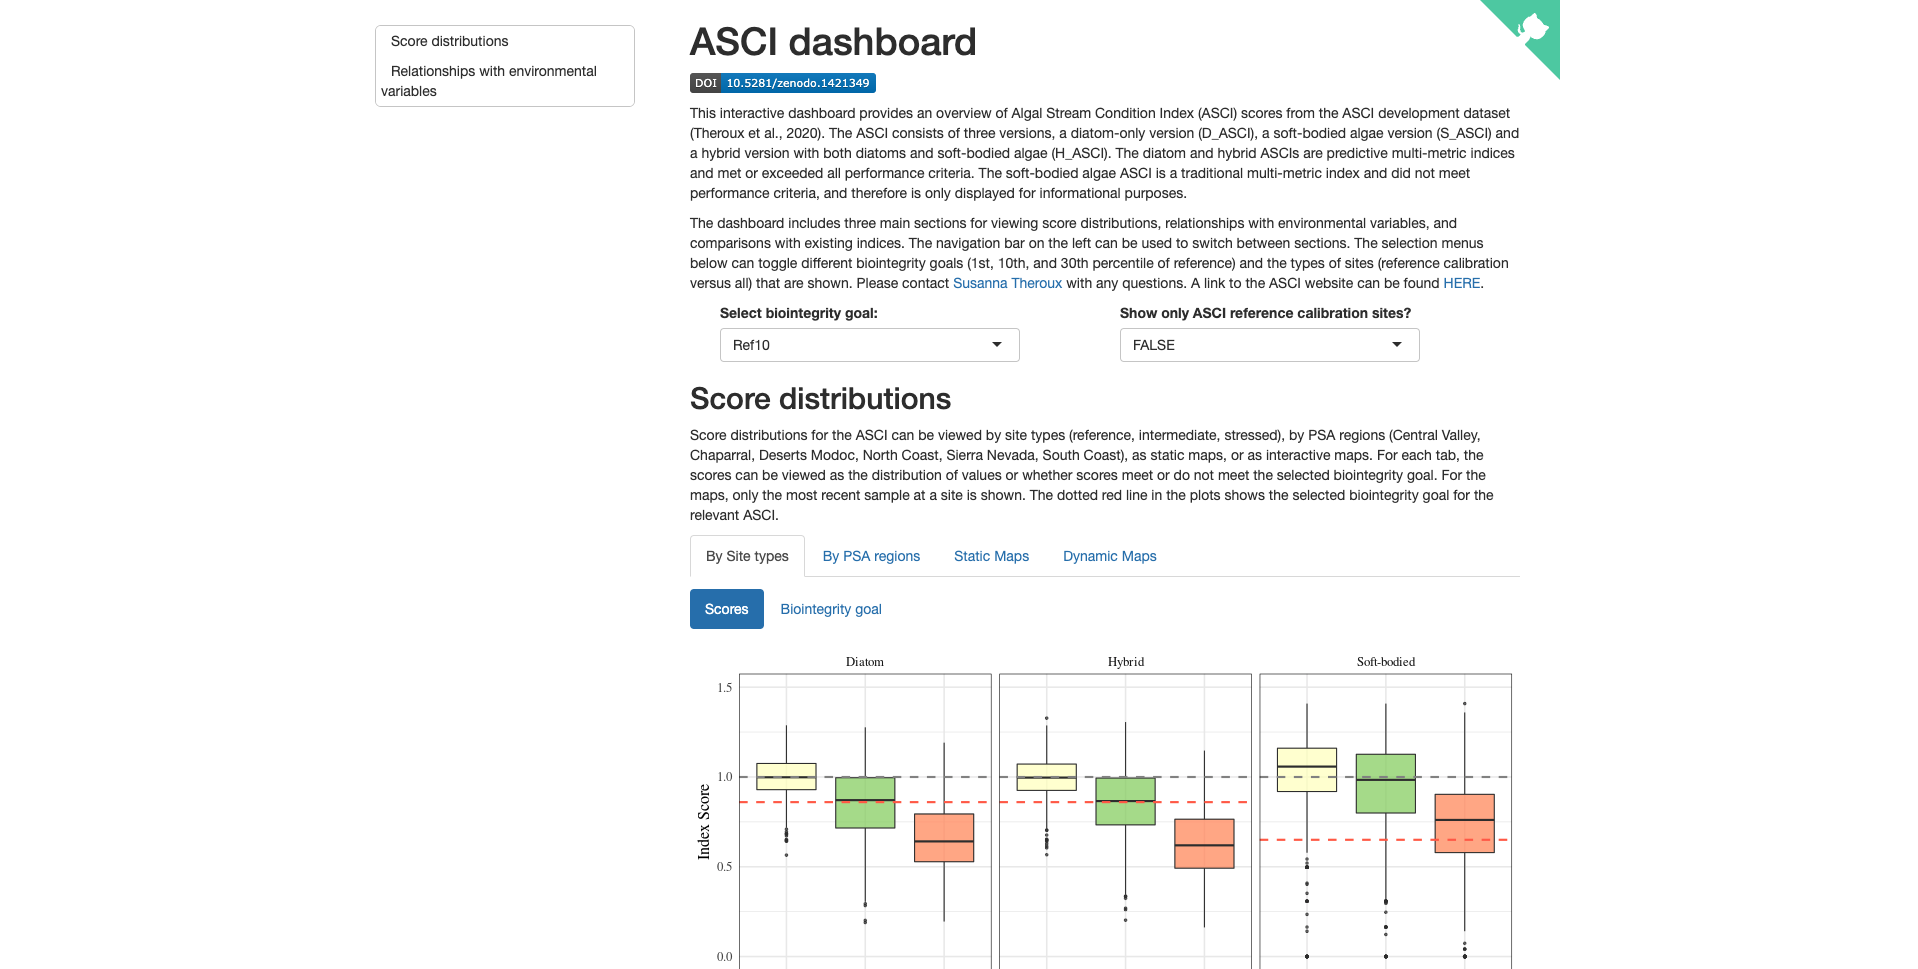 Score distributions
Relationships with environmental
variables
ASCI dashboard
DOI 10.5281/zenodo.1421349
This interactive dashboard provides an overview of Algal Stream Condition Index (ASCI) scores from the ASCI development dataset
(Theroux et al., 2020). The ASCI consists of three versions, a diatom-only version (D_ASCI), a soft-bodied algae version (S_ASCI) and
a hybrid version with both diatoms and soft-bodied algae (H_ASCI). The diatom and hybrid ASCIs are predictive multi-metric indices
and met or exceeded all performance criteria. The soft-bodied algae ASCI is a traditional multi-metric index and did not meet
performance criteria, and therefore is only displayed for informational purposes.
The dashboard includes three main sections for viewing score distributions, relationships with environmental variables, and
comparisons with existing indices. The navigation bar on the left can be used to switch between sections. The selection menus
below can toggle different biointegrity goals (1st, 10th, and 30th percentile of reference) and the types of sites (reference calibration
versus all) that are shown. Please contact Susanna Theroux with any questions. A link to the ASCI website can be found HERE.
Select biointegrity goal:
Show only ASCI reference calibration sites?
Ref10
FALSE
Score distributions
Score distributions for the ASCI can be viewed by site types (reference, intermediate, stressed), by PSA regions (Central Valley,
Chaparral, Deserts Modoc, North Coast, Sierra Nevada, South Coast), as static maps, or as interactive maps. For each tab, the
scores can be viewed as the distribution of values or whether scores meet or do not meet the selected biointegrity goal. For the
maps, only the most recent sample at a site is shown. The dotted red line in the plots shows the selected biointegrity goal for the
relevant ASCI.
By Site types
By PSA regions
Static Maps
Dynamic Maps
Scores
Biointegrity goal
Diatom
Hybrid
Soft-bodied
1.5
1.0
Index Score
0.5
0.0